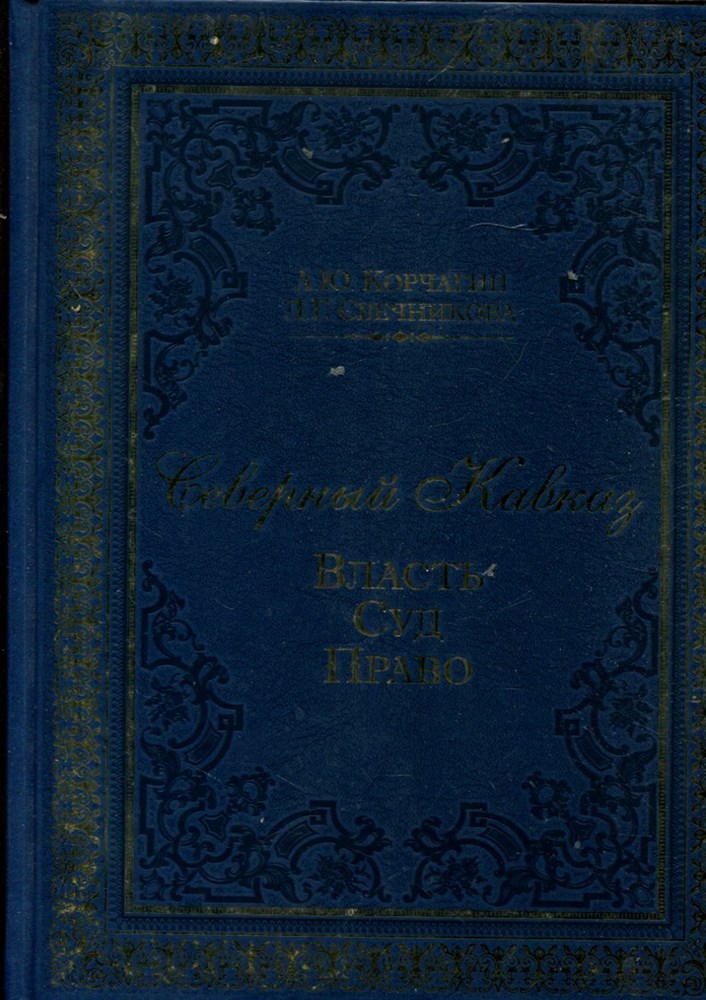 А.Ю. Корчагин
Л.Г. Свечникова
Северный Кавказ
Власть
Суд
Право